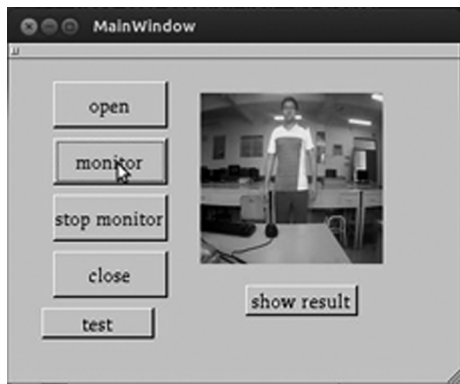 MainWindow
open
monitor
stop monitor
close
test
show result